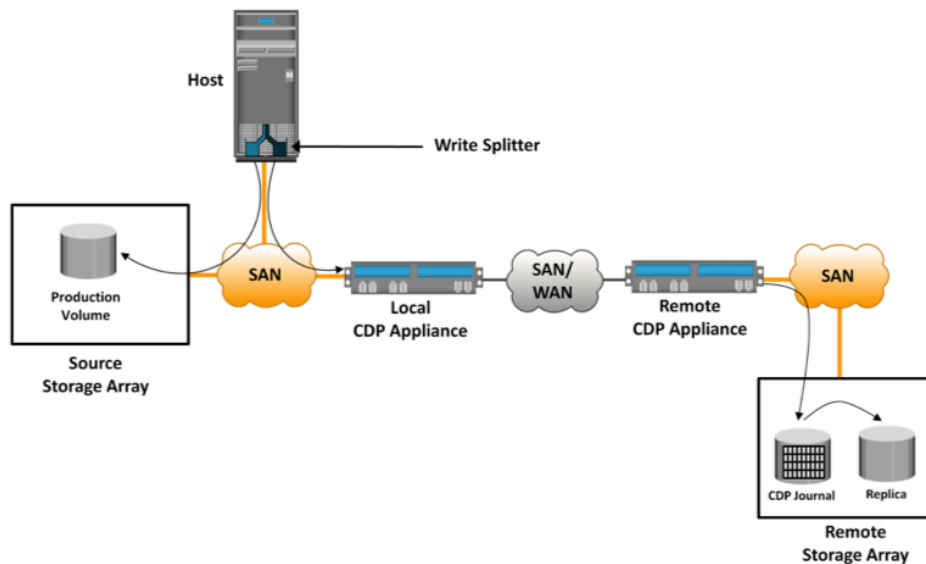 Host
Write Splitter
Production
Volume
SAN
Source
Storage Array
Local
CDP Appliance
SAN/
WAN
Remote
CDP Appliance
SAN
CDP Journal
Replica
Remote
Storage Array